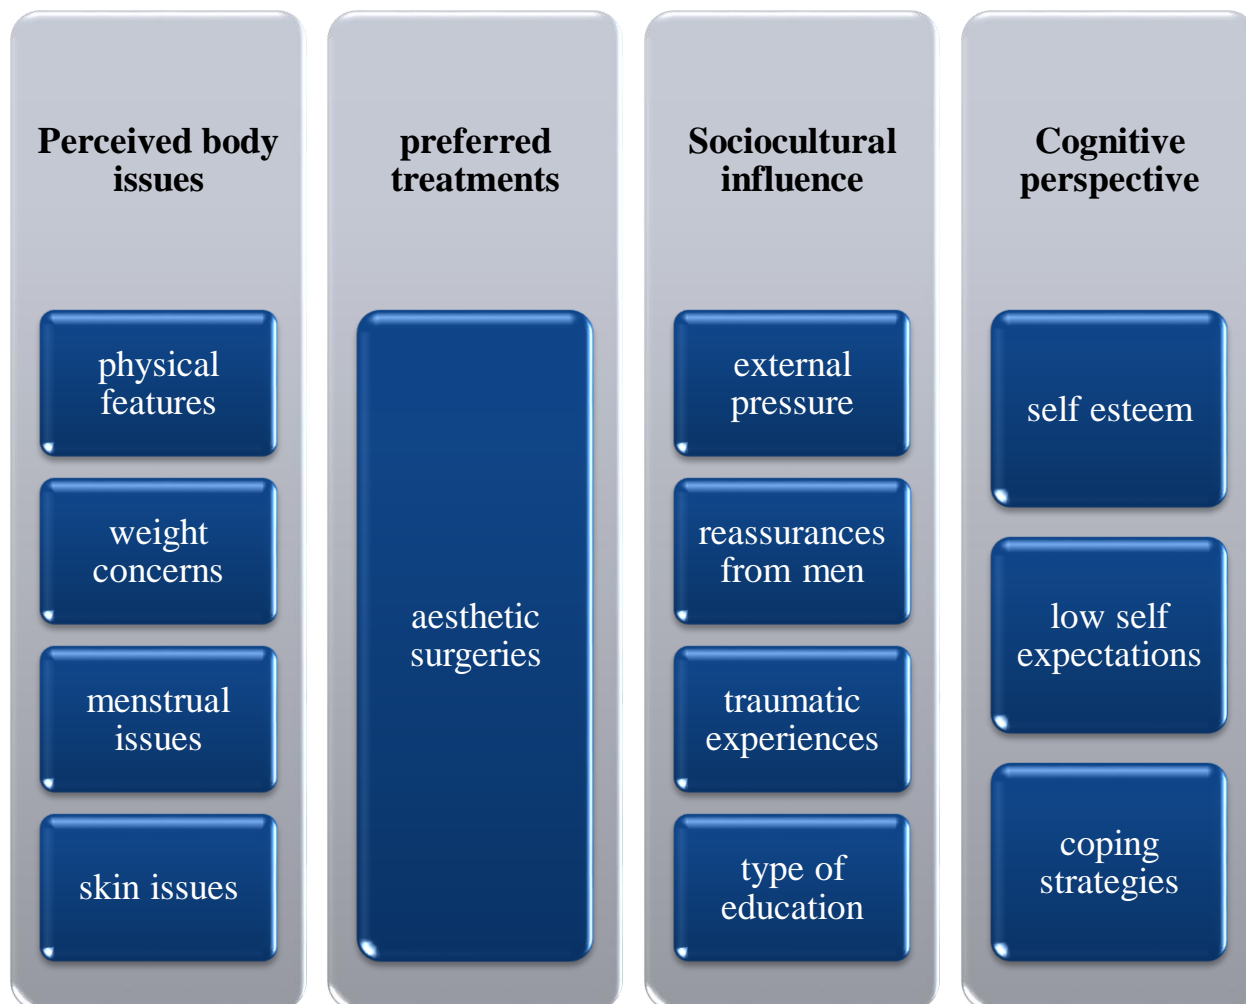 Perceived body
issues
physical
features
weight
concerns
menstrual
issues
skin issues
preferred
treatments
aesthetic
surgeries
Sociocultural
influence
external
pressure
reassurances
from men
traumatic
experiences
type of
education
Cognitive
perspective
self esteem
low self
expectations
coping
strategies